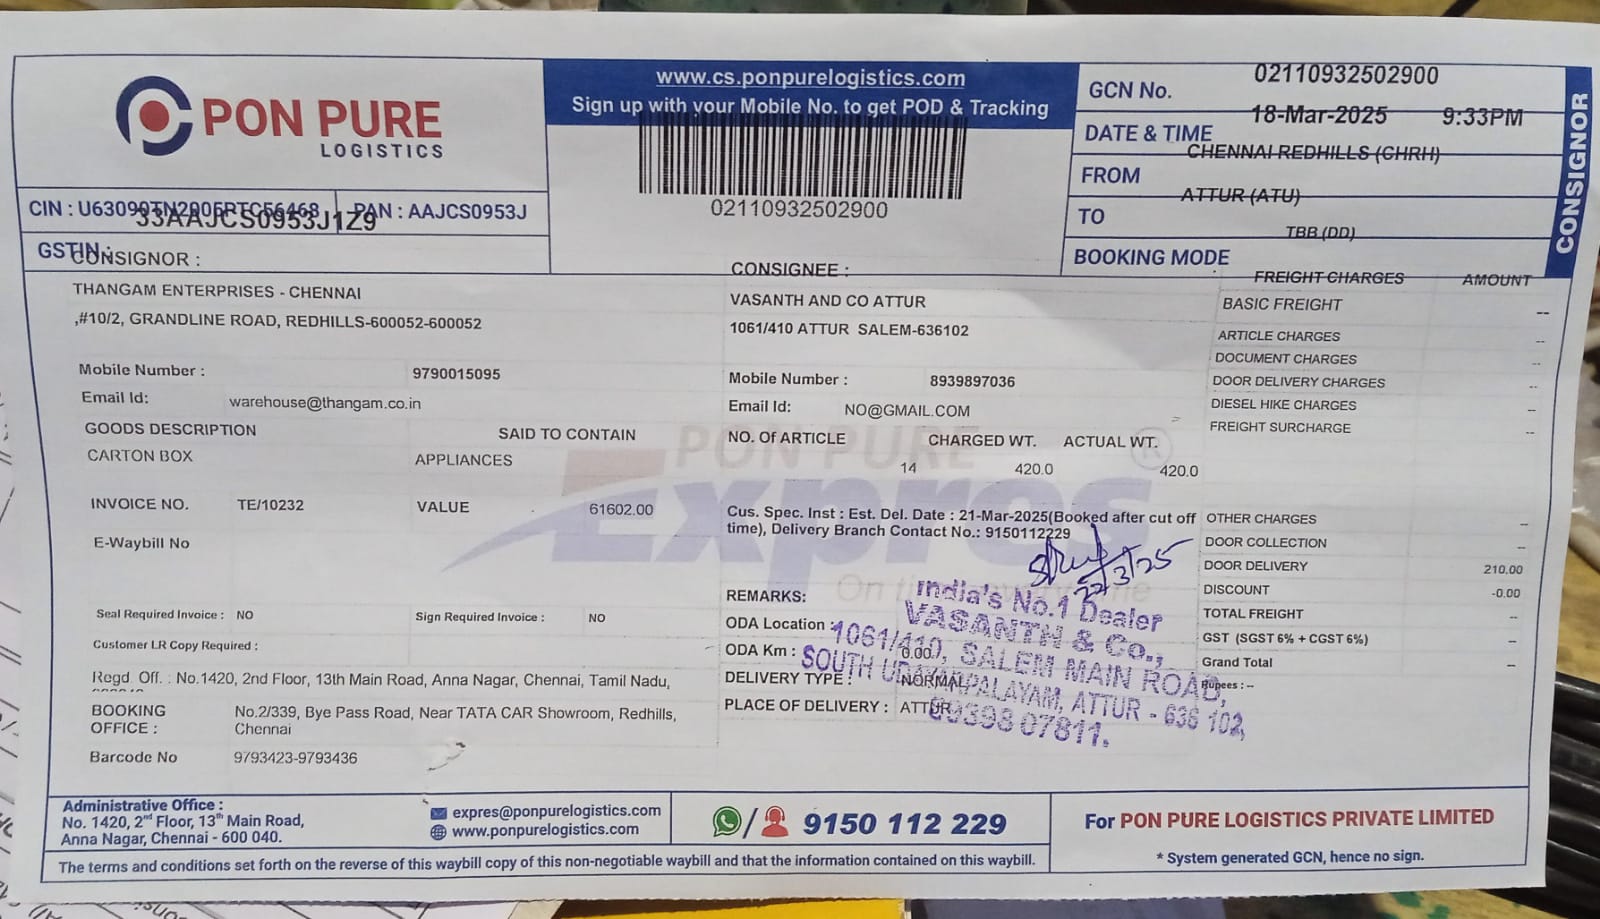 PON PURE
LOGISTICS
www.cs.ponpurelogistics.com
Sign up with your Mobile No. to get POD & Tracking
02110932502900
GCN No. 02110932502900
DATE & TIME 18-Mar-2025 9:33PM
FROM CHENNAI REDHILLS (CHRH)
TO ATTUR (ATU)
BOOKING MODE TBB (DD)
CONSIGNOR
CIN : PAN : AAJCS0953J
GSTIN : 33AAJCS0953J1Z9
CONSIGNOR :
THANGAM ENTERPRISES - CHENNAI
,#10/2, GRANDLINE ROAD, REDHILLS-600052-600052
Mobile Number : 9790015095
Email Id: warehouse@thangam.co.in
CONSIGNEE :
VASANTH AND CO ATTUR
1061/410 ATTUR SALEM-636102
Mobile Number : 8939897036
Email Id: NO@GMAIL.COM
GOODS DESCRIPTION SAID TO CONTAIN NO. OF ARTICLE CHARGED WT. ACTUAL WT.
CARTON BOX APPLIANCES 14 420.0 420.0
PON PURE
Expres
INVOICE NO. TE/10232 VALUE 61602.00
E-Waybill No
Cus. Spec. Inst : Est. Del. Date : 21-Mar-2025(Booked after cut off
time), Delivery Branch Contact No.: 9150112229
22/3/25
Seal Required Invoice : NO Sign Required Invoice : NO
Customer LR Copy Required :
Regd. Off. : No.1420, 2nd Floor, 13th Main Road, Anna Nagar, Chennai, Tamil Nadu,
BOOKING OFFICE : No.2/339, Bye Pass Road, Near TATA CAR Showroom, Redhills,
Chennai
Barcode No 9793423-9793436
REMARKS:
ODA Location :
ODA Km : 0.00
DELIVERY TYPE : NORMAL
PLACE OF DELIVERY : ATTUR
India's No.1 Dealer
VASANTH & Co.,
1061/410, SALEM MAIN ROAD,
SOUTH UDAYAMPALAYAM, ATTUR - 636 102,
89398 07811.
FREIGHT CHARGES AMOUNT
BASIC FREIGHT --
ARTICLE CHARGES --
DOCUMENT CHARGES --
DOOR DELIVERY CHARGES --
DIESEL HIKE CHARGES --
FREIGHT SURCHARGE --
OTHER CHARGES --
DOOR COLLECTION --
DOOR DELIVERY 210.00
DISCOUNT -0.00
TOTAL FREIGHT --
GST (SGST 6% + CGST 6%) --
Grand Total --
Rupees : --
Administrative Office :
No. 1420, 2nd Floor, 13th Main Road,
Anna Nagar, Chennai - 600 040.
expres@ponpurelogistics.com
www.ponpurelogistics.com
9150 112 229
For PON PURE LOGISTICS PRIVATE LIMITED
* System generated GCN, hence no sign.
The terms and conditions set forth on the reverse of this waybill copy of this non-negotiable waybill and that the information contained on this waybill.